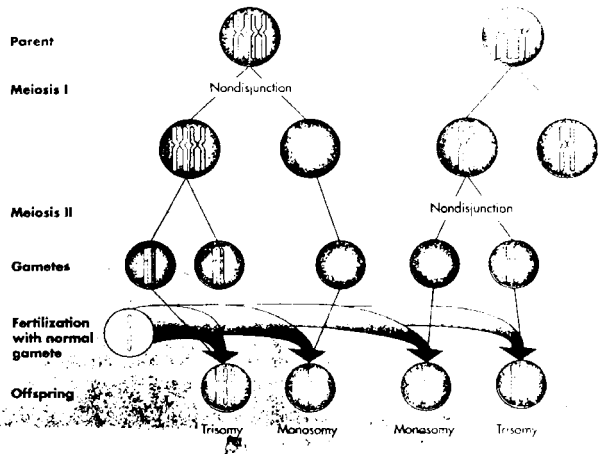 Parent
Meiosis I
Nondisjunction
Meiosis II
Nondisjunction
Gametes
Fertilization
with normal
gamete
Offspring
Trisomy
Monosomy
Monosomy
Trisomy